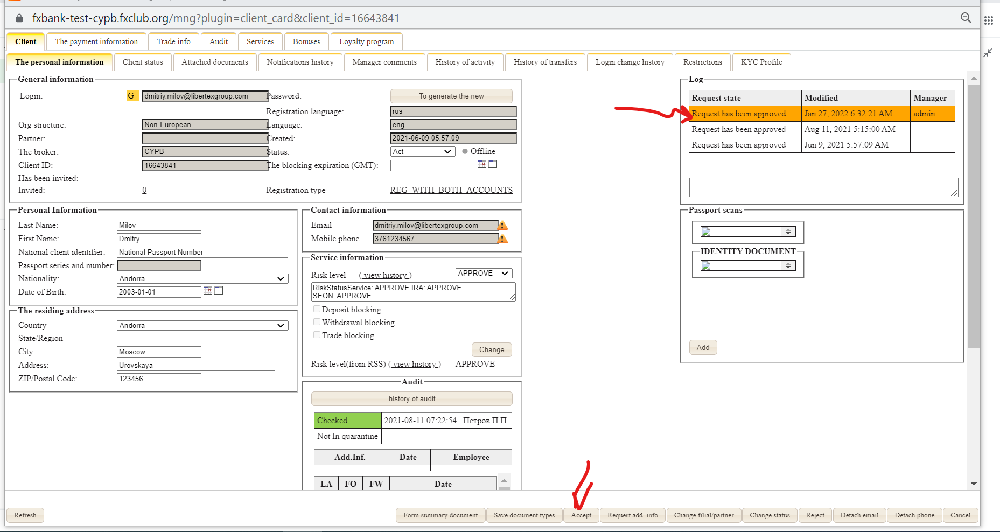 fxbank-test-cypb.fxclub.org/mng?plugin=client_card&client_id=16643841
Client The payment information Trade info Audit Services Bonuses Loyalty program
The personal information Client status Attached documents Notifications history Manager comments History of activity History of transfers Login change history Restrictions KYC Profile
General information
Login: G dmitriy.milov@libertexgroup.com Password: To generate the new
Registration language: rus
Org structure: Non-European Language: eng
Partner: Created: 2021-06-09 05:57:09
The broker: CYPB Status: Act Offline
Client ID: 16643841 The blocking expiration (GMT):
Has been invited:
Invited: 0 Registration type REG_WITH_BOTH_ACCOUNTS
Personal Information
Last Name: Milov
First Name: Dmitry
National client identifier: National Passport Number
Passport series and number:
Nationality: Andorra
Date of Birth: 2003-01-01
The residing address
Country Andorra
State/Region
City Moscow
Address: Urovskaya
ZIP/Postal Code: 123456
Contact information
Email dmitriy.milov@libertexgroup.com
Mobile phone 3761234567
Service information
Risk level ( view history ) APPROVE
RiskStatusService: APPROVE IRA: APPROVE
SEON: APPROVE
Deposit blocking
Withdrawal blocking
Trade blocking
Change
Risk level(from RSS) ( view history ) APPROVE
Audit
history of audit
Checked 2021-08-11 07:22:54 Петров П.П.
Not In quarantine
Add.Inf. Date Employee
LA FO FW Date
Log
Request state Modified Manager
Request has been approved Jan 27, 2022 6:32:21 AM admin
Request has been approved Aug 11, 2021 5:15:00 AM
Request has been approved Jun 9, 2021 5:57:09 AM
Passport scans
IDENTITY DOCUMENT
Add
Refresh Form summary document Save document types Accept Request add. info Change filial/partner Change status Reject Detach email Detach phone Cancel